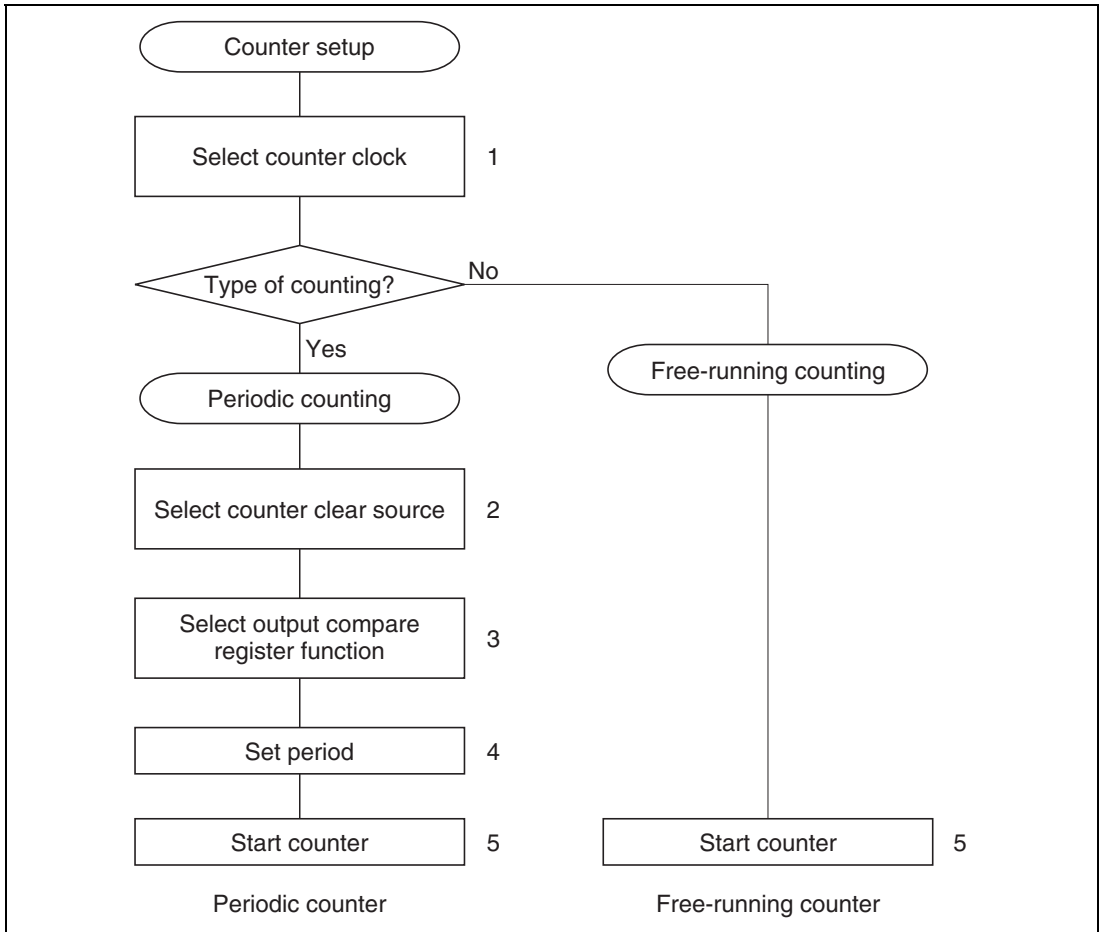 Counter setup
Select counter clock
1
Type of counting?
No
Yes
Free-running counting
Periodic counting
Select counter clear source
2
Select output compare
register function
3
Set period
4
Start counter
5
Start counter
5
Periodic counter
Free-running counter